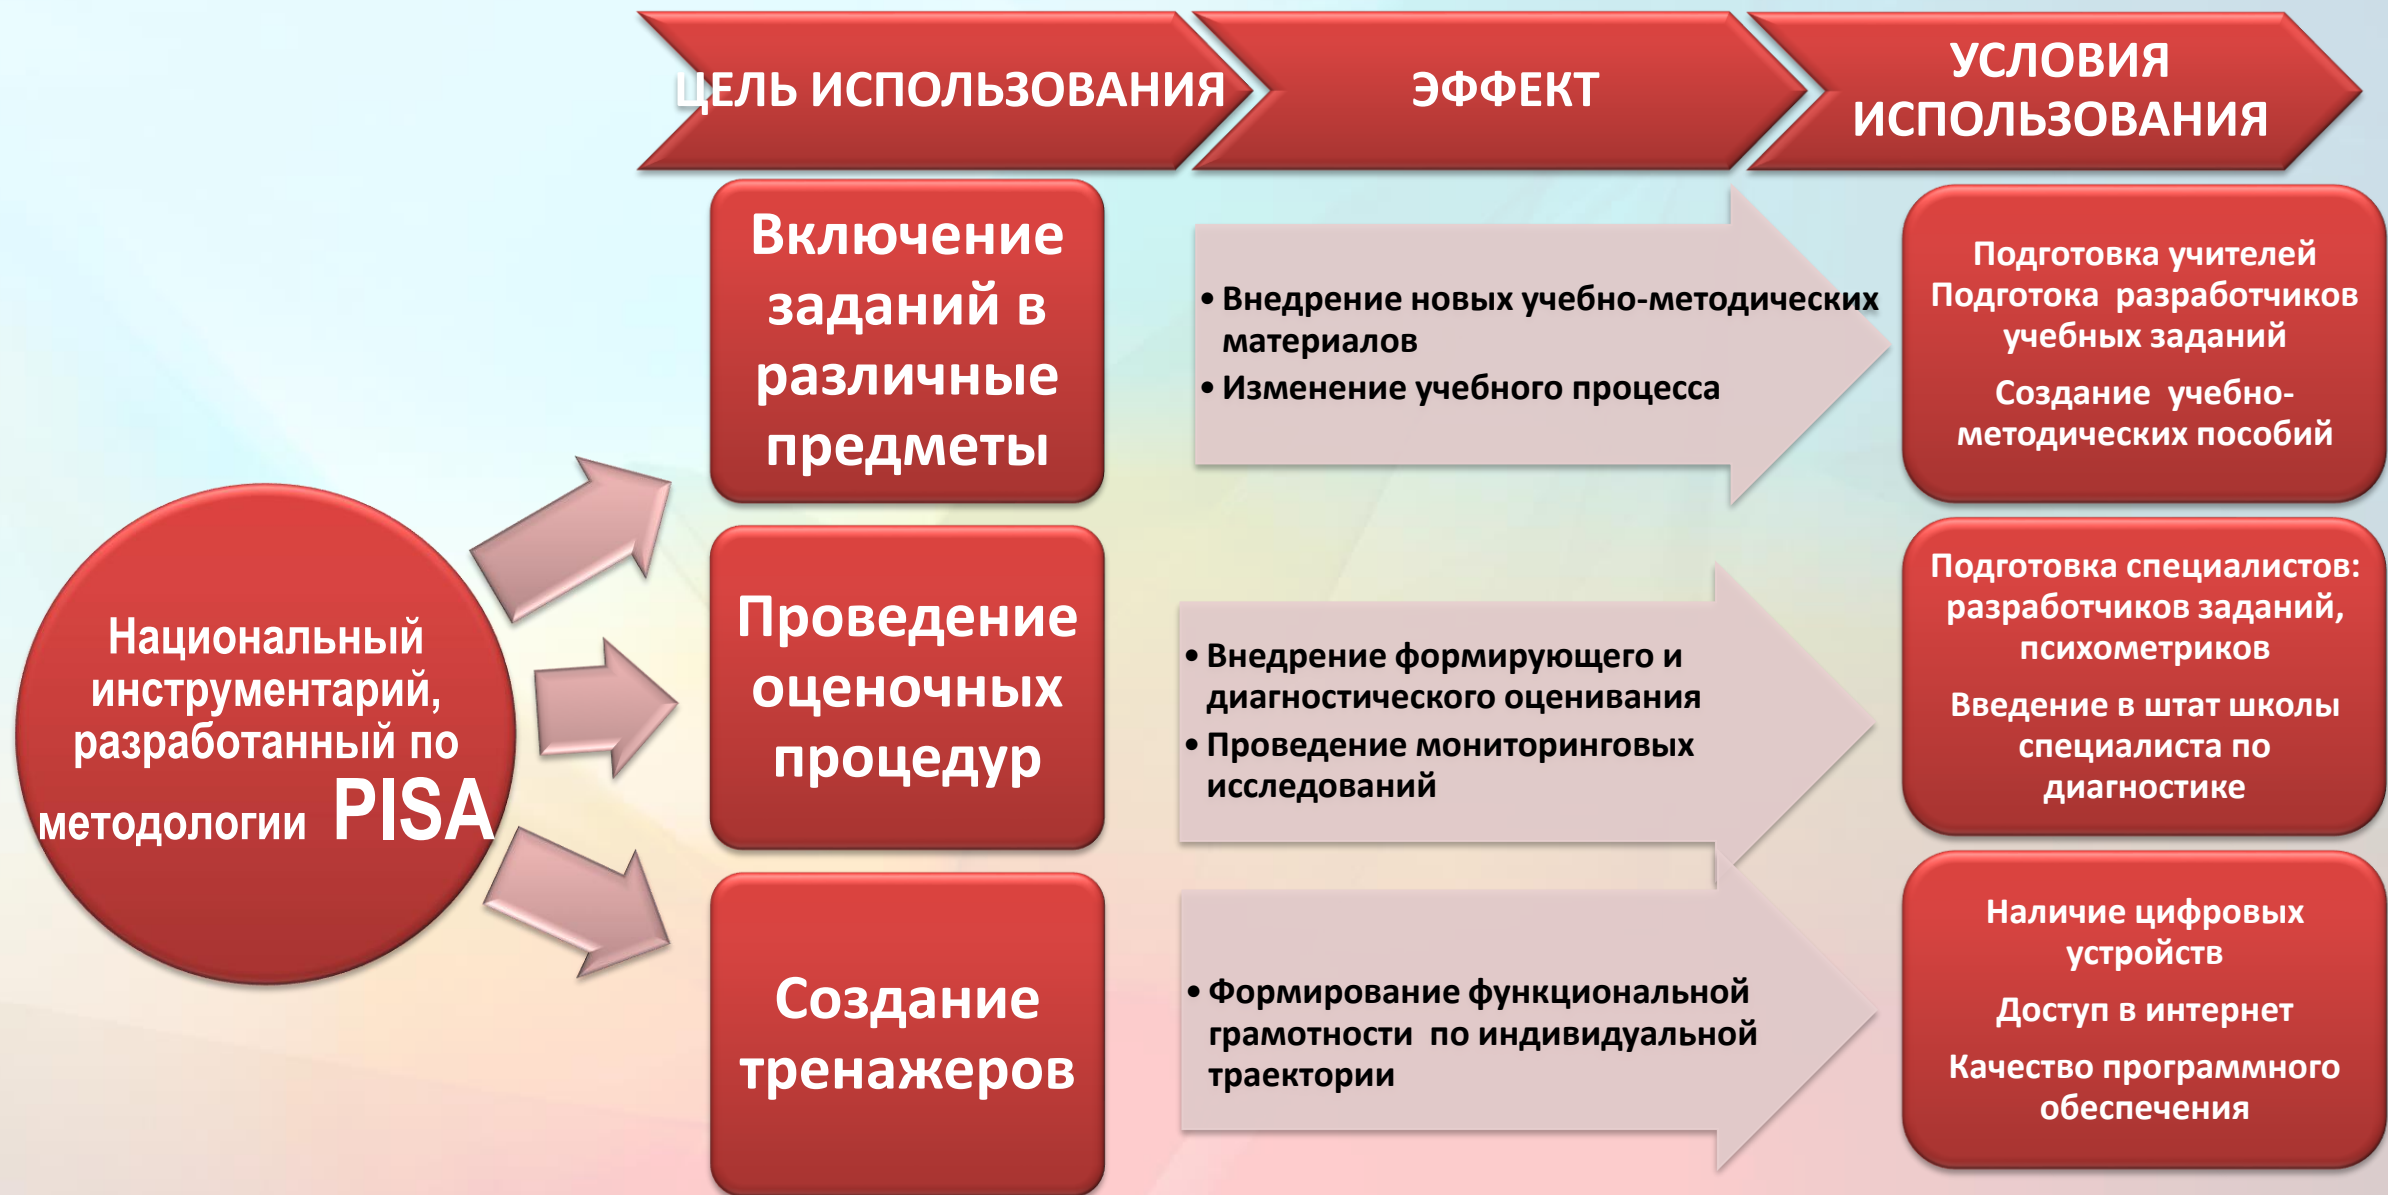 ЦЕЛЬ ИСПОЛЬЗОВАНИЯ
ЭФФЕКТ
УСЛОВИЯ
ИСПОЛЬЗОВАНИЯ
Национальный
инструментарий,
разработанный по
методологии PISA
Включение
заданий в
различные
предметы
• Внедрение новых учебно-методических
материалов
• Изменение учебного процесса
Подготовка учителей
Подготока разработчиков
учебных заданий
Создание учебно-
методических пособий
Проведение
оценочных
процедур
• Внедрение формирующего и
диагностического оценивания
• Проведение мониторинговых
исследований
Подготовка специалистов:
разработчиков заданий,
психометриков
Введение в штат школы
специалиста по
диагностике
Создание
тренажеров
• Формирование функциональной
грамотности по индивидуальной
траектории
Наличие цифровых
устройств
Доступ в интернет
Качество программного
обеспечения